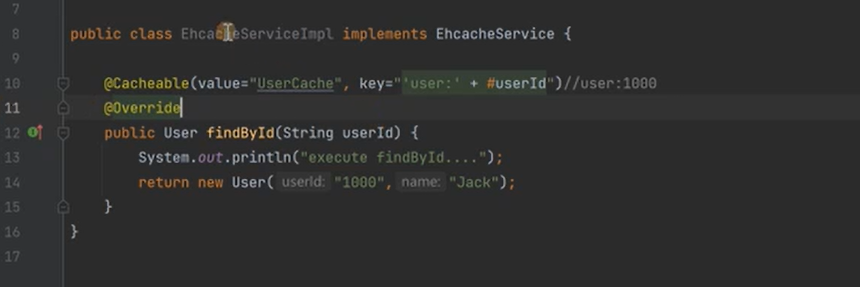 7
8 public class EhcacheServiceImpl implements EhcacheService {
9
10 @Cacheable(value="UserCache", key="'user:' + #userId")//user:1000
11 @Override
12 public User findById(String userId) {
13 System.out.println("execute findById....");
14 return new User( userId: "1000", name: "Jack");
15 }
16 }
17